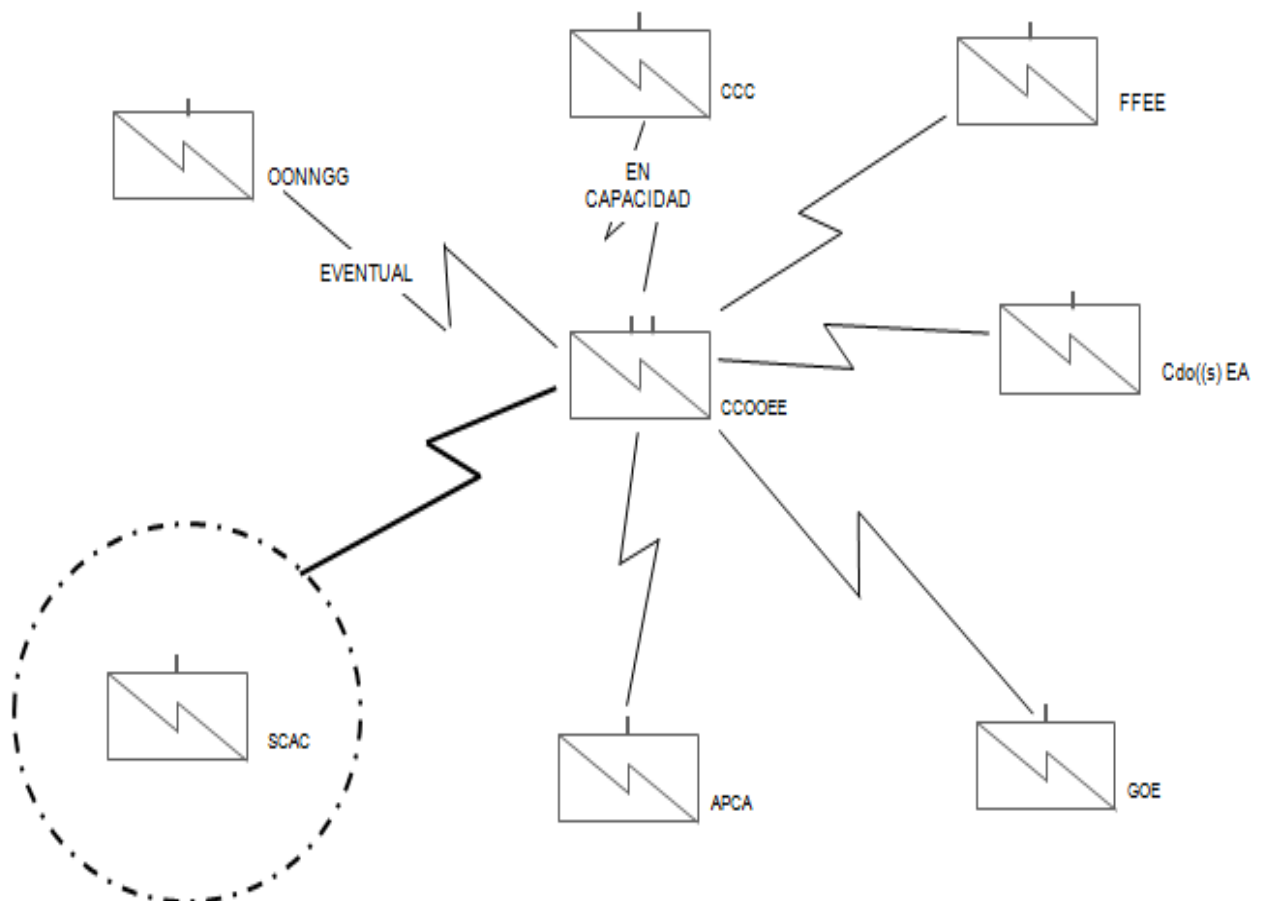 CCC
FFEE
OONNGG
EN
CAPACIDAD
EVENTUAL
Cdo((s) EA
CCOOEE
SCAC
APCA
GOE